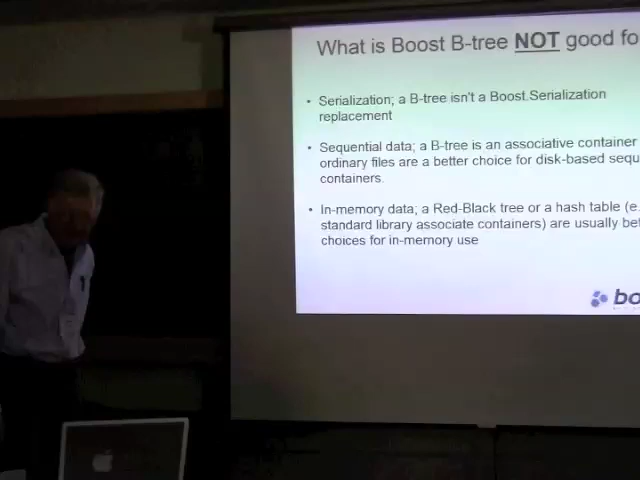 What is Boost B-tree NOT good fo
• Serialization; a B-tree isn't a Boost.Serialization
replacement
• Sequential data; a B-tree is an associative container
ordinary files are a better choice for disk-based sequ
containers.
• In-memory data; a Red-Black tree or a hash table (e.
standard library associate containers) are usually bet
choices for in-memory use
bo